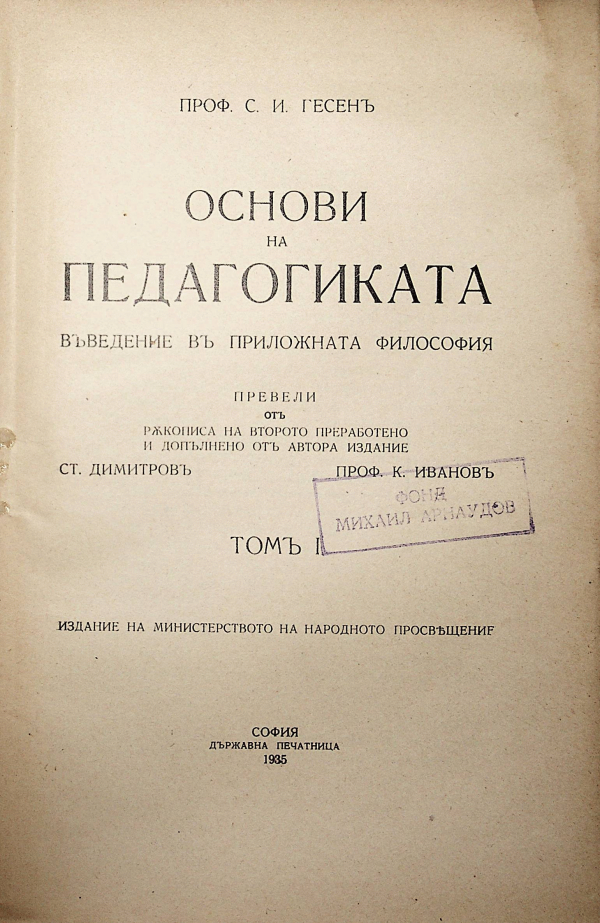 ПРОФ. С. И. ГЕСЕНЪ
ОСНОВИ
НА
ПЕДАГОГИКАТА
ВЪВЕДЕНИЕ ВЪ ПРИЛОЖНАТА ФИЛОСОФИЯ
ПРЕВЕЛИ
ОТЪ
РѪКОПИСА НА ВТОРОТО ПРЕРАБОТЕНО
И ДОПЪЛНЕНО ОТЪ АВТОРА ИЗДАНИЕ
СТ. ДИМИТРОВЪ ПРОФ. К. ИВАНОВЪ
ФОНД
МИХАИЛ АРНАУДОВ
ТОМЪ I
ИЗДАНИЕ НА МИНИСТЕРСТВОТО НА НАРОДНОТО ПРОСВѢЩЕНИЕ
СОФИЯ
ДЪРЖАВНА ПЕЧАТНИЦА
1935